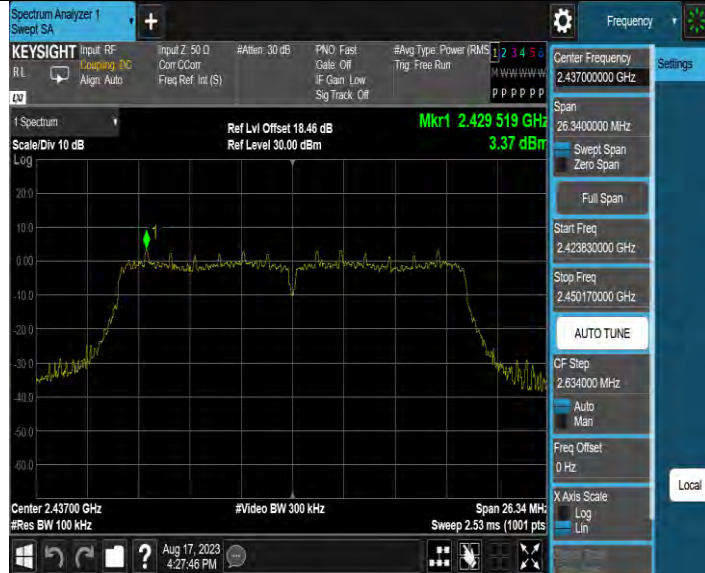 Spectrum Analyzer 1
Swept SA
+
Frequency
KEYSIGHT
RL
LXI
Input: RF
Coupling: DC
Align: Auto
Input Z: 50 Ω
Corr CCorr
Freq Ref: Int (S)
#Atten: 30 dB
PNO: Fast
Gate: Off
IF Gain: Low
Sig Track: Off
#Avg Type: Power (RMS
Trig: Free Run
1 2 3 4 5 6
M W W W W W
P P P P P P
Center Frequency
2.437000000 GHz
Settings
Span
26.3400000 MHz
Swept Span
Zero Span
Full Span
Start Freq
2.423830000 GHz
Stop Freq
2.450170000 GHz
AUTO TUNE
CF Step
2.634000 MHz
Auto
Man
Freq Offset
0 Hz
X Axis Scale
Log
Lin
Local
1 Spectrum
Scale/Div 10 dB
Log
Ref Lvl Offset 18.46 dB
Ref Level 30.00 dBm
Mkr1 2.429 519 GHz
3.37 dBm
1
20.0
10.0
0.00
-10.0
-20.0
-30.0
-40.0
-50.0
-60.0
Center 2.43700 GHz
#Res BW 100 kHz
#Video BW 300 kHz
Span 26.34 MHz
Sweep 2.53 ms (1001 pts
?
Aug 17, 2023
4:27:46 PM